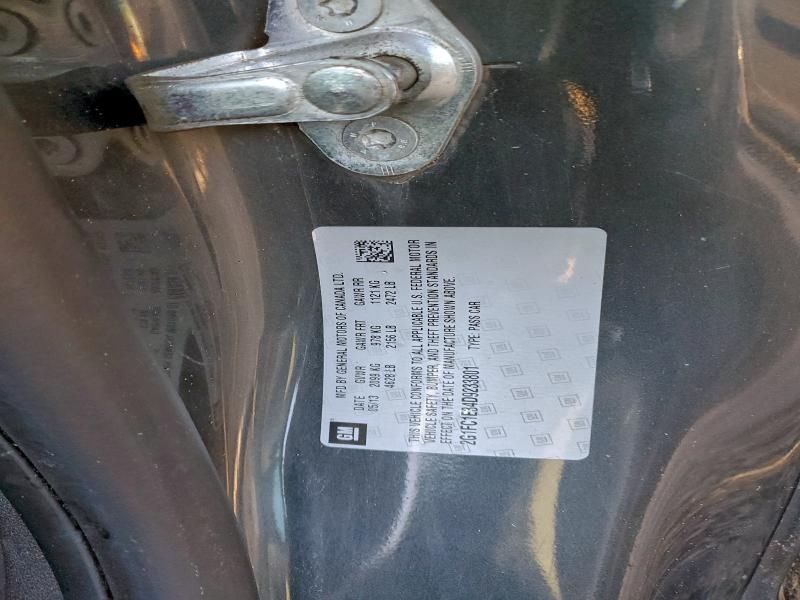 GM
MFD BY GENERAL MOTORS OF CANADA LTD.
DATE GVWR GAWR FRT GAWR RR
05/13 2099 KG 978 KG 1121 KG
4628 LB 2156 LB 2472 LB
THIS VEHICLE CONFORMS TO ALL APPLICABLE U.S. FEDERAL MOTOR
VEHICLE SAFETY, BUMPER, AND THEFT PREVENTION STANDARDS IN
EFFECT ON THE DATE OF MANUFACTURE SHOWN ABOVE.
2G1FC1E34D9233801 TYPE: PASS CAR